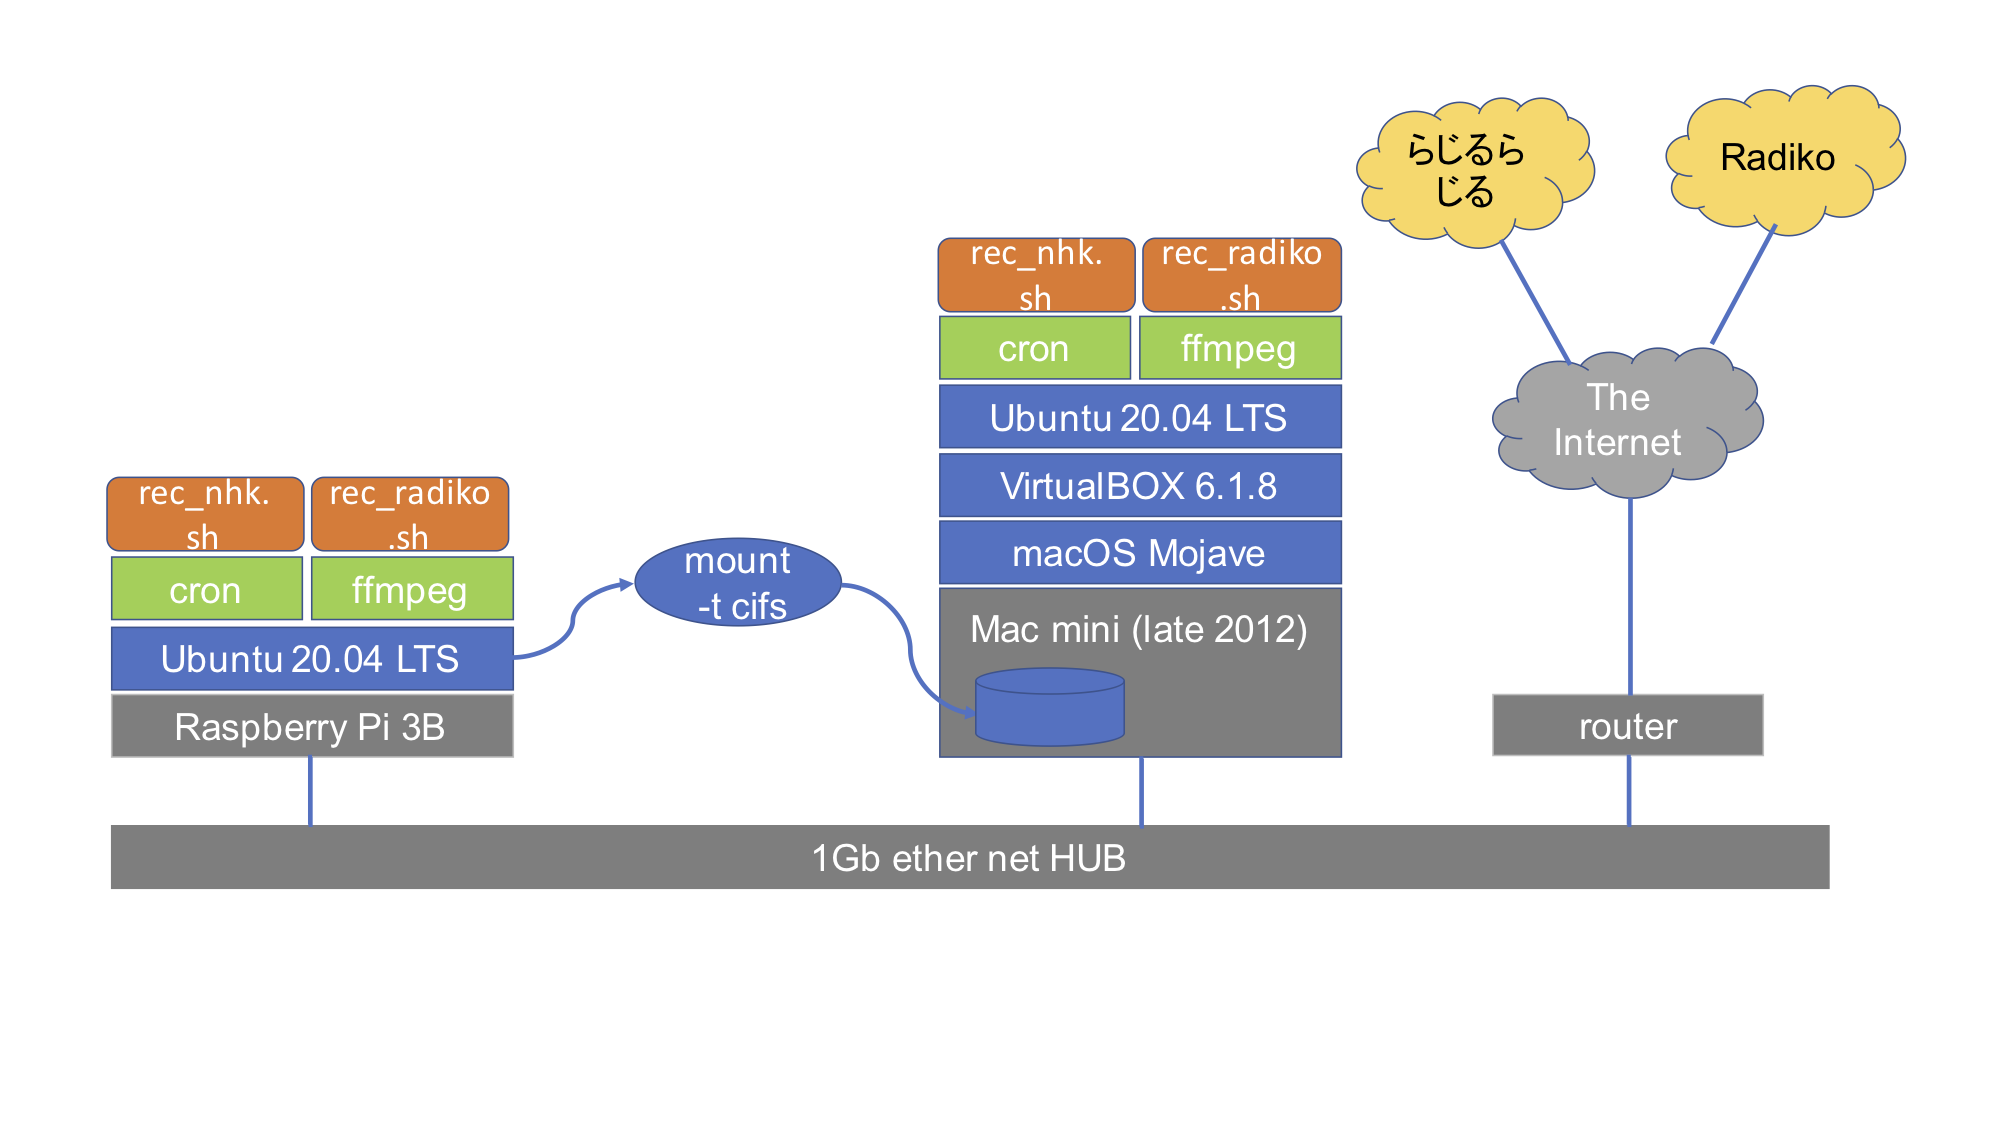 らじるら
じる
Radiko
rec_nhk.
sh
rec_radiko
.sh
cron
ffmpeg
Ubuntu 20.04 LTS
VirtualBOX 6.1.8
macOS Mojave
Mac mini (late 2012)
The
Internet
rec_nhk.
sh
rec_radiko
.sh
cron
ffmpeg
Ubuntu 20.04 LTS
Raspberry Pi 3B
mount
-t cifs
router
1Gb ether net HUB